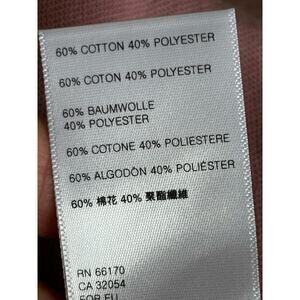 60% COTTON 40% POLYESTER
60% COTON 40% POLYESTER
60% BAUMWOLLE
40% POLYESTER
60% COTONE 40% POLIESTERE
60% ALGODÓN 40% POLIÉSTER
60% 棉花 40% 聚酯纖維
RN 66170
CA 32054
FOR EU